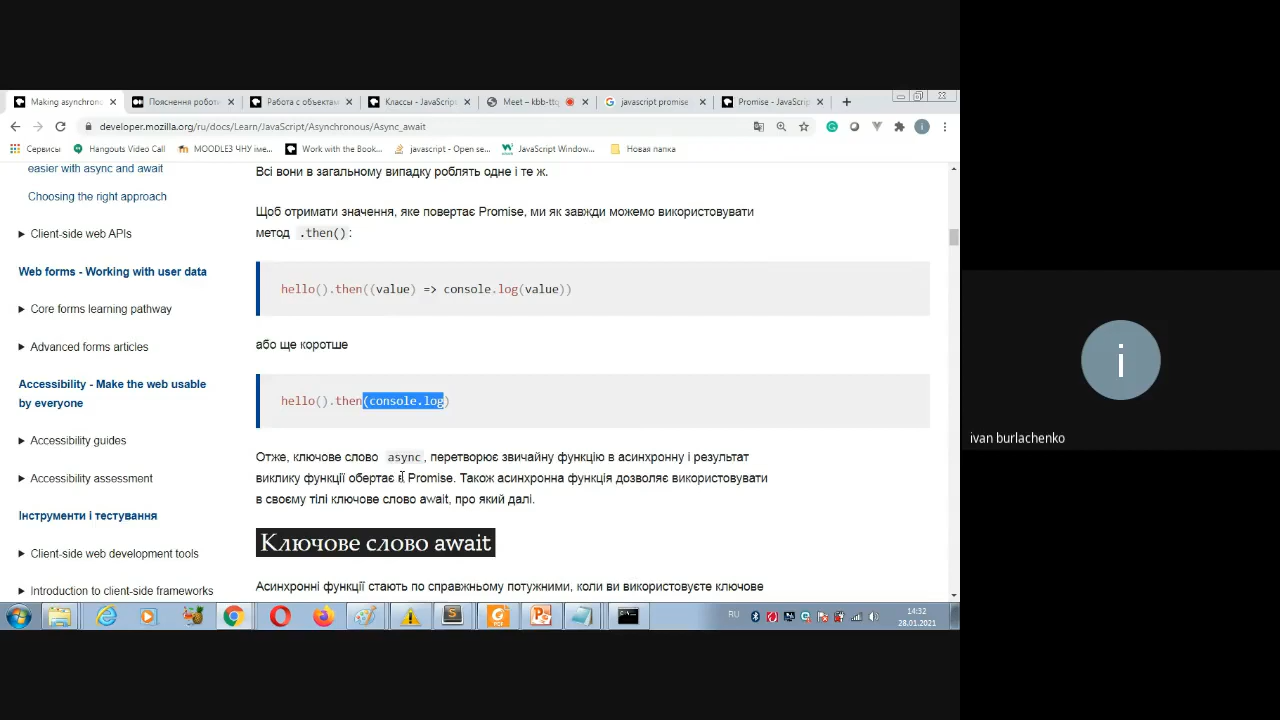 Making asynchrono
Пояснення роботи
Работа с объектам
Классы - JavaScript
Meet – kbb-ttq
javascript promise
Promise - JavaScrip
developer.mozilla.org/ru/docs/Learn/JavaScript/Asynchronous/Async_await
Сервисы
Hangouts Video Call
MOODLE3 ЧНУ іме...
Work with the Book...
javascript - Open se...
JavaScript Window...
Новая папка
easier with async and await
Choosing the right approach
Client-side web APIs
Web forms - Working with user data
Core forms learning pathway
Advanced forms articles
Accessibility - Make the web usable
by everyone
Accessibility guides
Accessibility assessment
Інструменти і тестування
Client-side web development tools
Introduction to client-side frameworks
Всі вони в загальному випадку роблять одне і те ж.
Щоб отримати значення, яке повертає Promise, ми як завжди можемо використовувати
метод .then():
hello().then((value) => console.log(value))
або ще коротше
hello().then(console.log)
Отже, ключове слово async, перетворює звичайну функцію в асинхронну і результат
виклику функції обертає в Promise. Також асинхронна функція дозволяє використовувати
в своєму тілі ключове слово await, про який далі.
Ключове слово await
Асинхронні функції стають по справжньому потужними, коли ви використовуєте ключове
RU
14:32
28.01.2021
i
ivan burlachenko